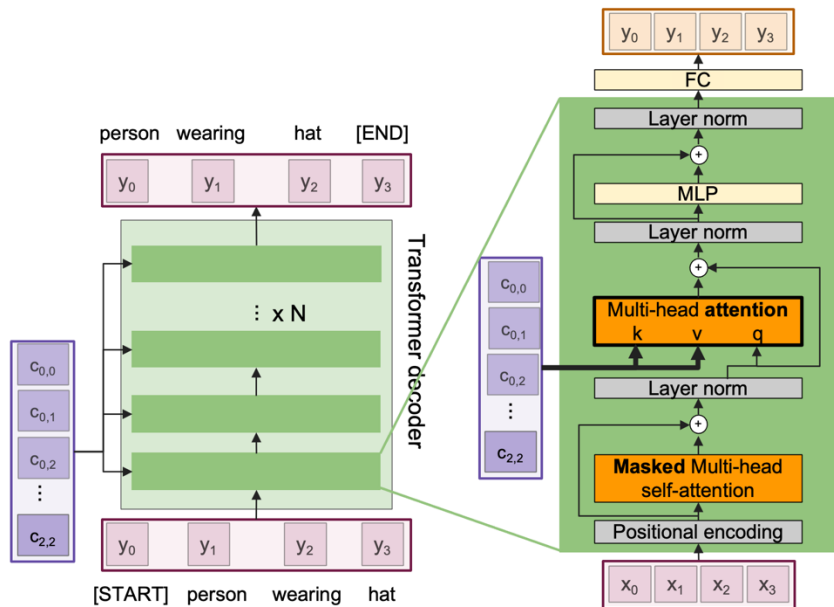 person wearing hat [END]
y0 y1 y2 y3
x N
Transformer decoder
c0,0
c0,1
c0,2
⋮
c2,2
y0 y1 y2 y3
[START] person wearing hat
y0 y1 y2 y3
FC
Layer norm
+
MLP
Layer norm
+
Multi-head attention
k v q
c0,0
c0,1
c0,2
⋮
c2,2
Layer norm
+
Masked Multi-head
self-attention
Positional encoding
x0 x1 x2 x3